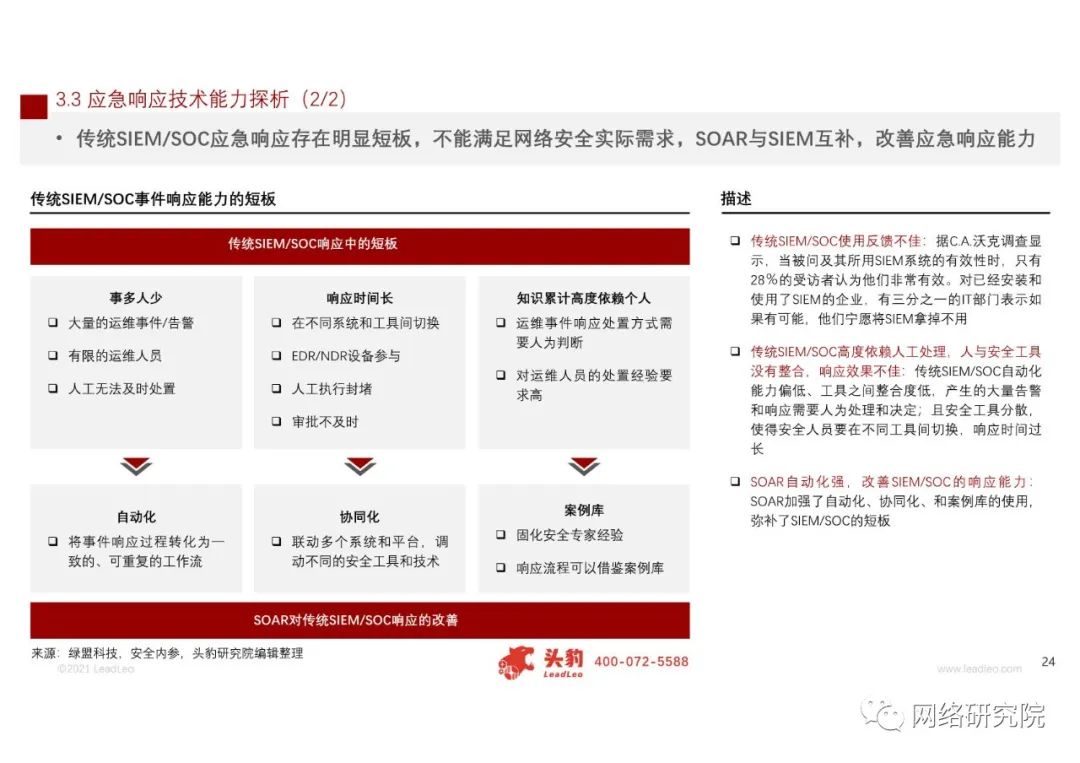 3.3 应急响应技术能力探析（2/2）
• 传统SIEM/SOC应急响应存在明显短板，不能满足网络安全实际需求，SOAR与SIEM互补，改善应急响应能力
传统SIEM/SOC事件响应能力的短板
传统SIEM/SOC响应中的短板
事多人少
大量的运维事件/告警
有限的运维人员
人工无法及时处置
响应时间长
在不同系统和工具间切换
EDR/NDR设备参与
人工执行封堵
审批不及时
知识累计高度依赖个人
运维事件响应处置方式需
要人为判断
对运维人员的处置经验要
求高
自动化
将事件响应过程转化为一
致的、可重复的工作流
协同化
联动多个系统和平台，调
动不同的安全工具和技术
案例库
固化安全专家经验
响应流程可以借鉴案例库
SOAR对传统SIEM/SOC响应的改善
描述
传统SIEM/SOC使用反馈不佳：据C.A.沃克调查显
示，当被问及其所用SIEM系统的有效性时，只有
28%的受访者认为他们非常有效。对已经安装和
使用了SIEM的企业，有三分之一的IT部门表示如
果有可能，他们宁愿将SIEM拿掉不用
传统SIEM/SOC高度依赖人工处理，人与安全工具
没有整合，响应效果不佳：传统SIEM/SOC自动化
能力偏低、工具之间整合度低，产生的大量告警
和响应需要人为处理和决定；且安全工具分散，
使得安全人员要在不同工具间切换，响应时间过
长
SOAR自动化强，改善SIEM/SOC的响应能力：
SOAR加强了自动化、协同化、和案例库的使用，
弥补了SIEM/SOC的短板
来源：绿盟科技，安全内参，头豹研究院编辑整理
©2021 LeadLeo
头豹
LeadLeo
400-072-5588
www.leadleo.com
24
网络研究院